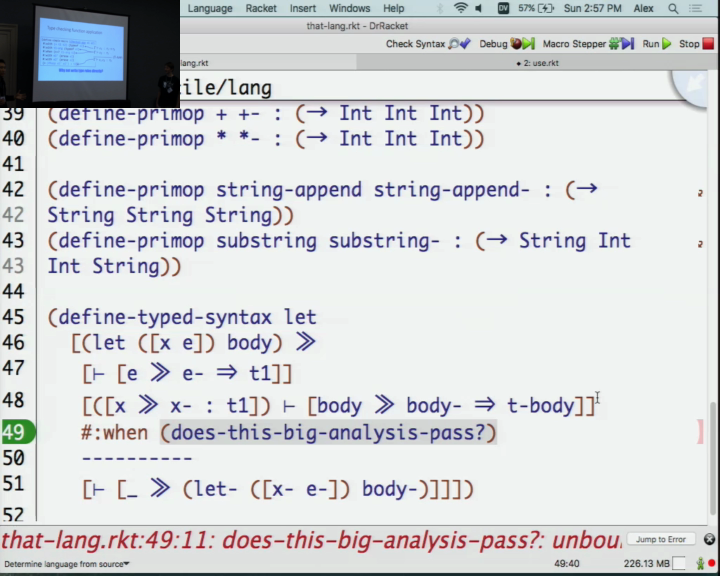 Language Racket Insert Windows Help 57% Sun 2:57 PM Alex
that-lang.rkt - DrRacket
Check Syntax Debug Macro Stepper Run Stop
lang.rkt
2: use.rkt
tile/lang
39 (define-primop + +- : (→ Int Int Int))
40 (define-primop * *- : (→ Int Int Int))
41
42 (define-primop string-append string-append- : (→
42 String String String))
43 (define-primop substring substring- : (→ String Int
43 Int String))
44
45 (define-typed-syntax let
46 [(let ([x e]) body) ≫
47 [⊢ [e ≫ e- ⇒ t1]]
48 [([x ≫ x- : t1]) ⊢ [body ≫ body- ⇒ t-body]]
49 #:when (does-this-big-analysis-pass?)
50 ----------
51 [⊢ [_ ≫ (let- ([x- e-]) body-)]]])
52
that-lang.rkt:49:11: does-this-big-analysis-pass?: unbou
Jump to Error
Determine language from source 49:40 226.13 MB